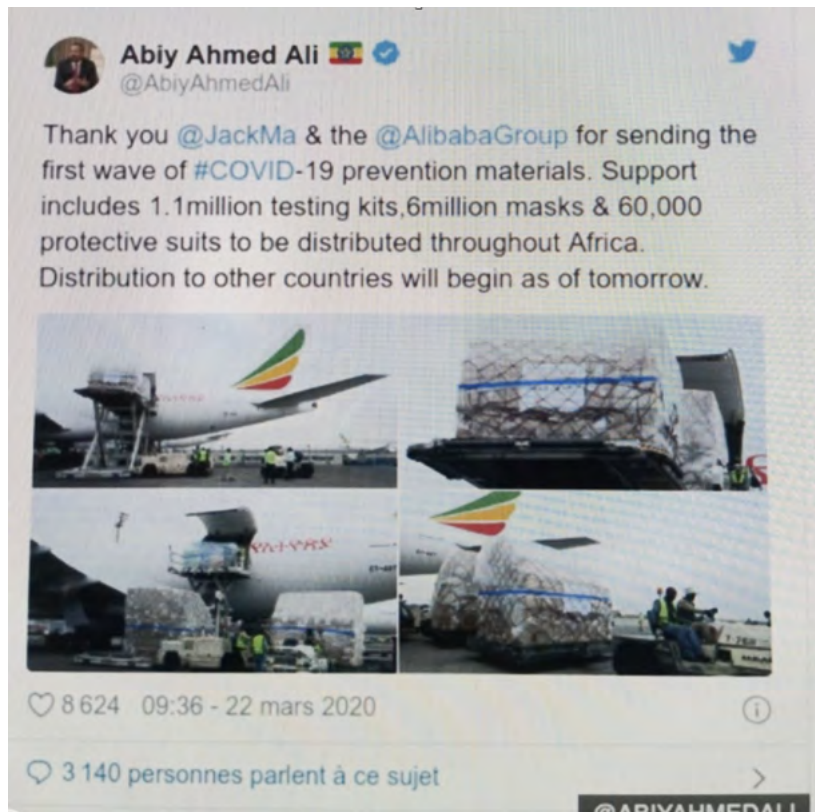 Abiy Ahmed Ali
@AbiyAhmedAli
Thank you @JackMa & the @AlibabaGroup for sending the
first wave of #COVID-19 prevention materials. Support
includes 1.1million testing kits,6million masks & 60,000
protective suits to be distributed throughout Africa.
Distribution to other countries will begin as of tomorrow.
8 624 09:36 - 22 mars 2020
3 140 personnes parlent à ce sujet
@ABIYAHMEDALI